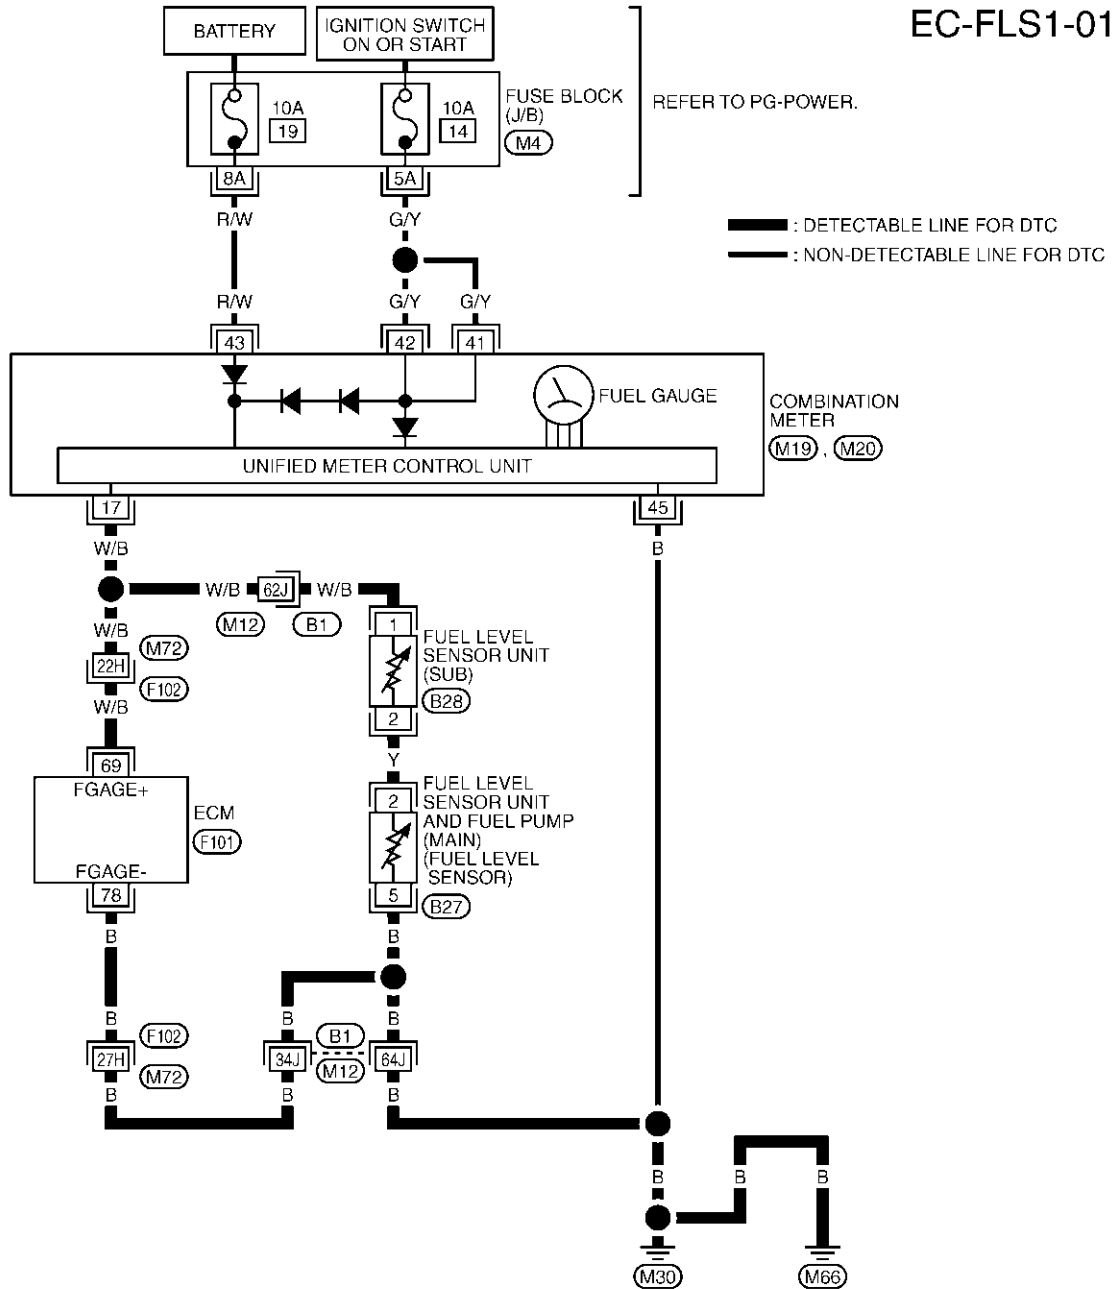 EC-FLS1-01
BATTERY
IGNITION SWITCH
ON OR START
10A
19
10A
14
FUSE BLOCK
(J/B)
M4
REFER TO PG-POWER.
8A
5A
R/W
G/Y
: DETECTABLE LINE FOR DTC
: NON-DETECTABLE LINE FOR DTC
R/W
G/Y
G/Y
43
42
41
FUEL GAUGE
COMBINATION
METER
M19 , M20
UNIFIED METER CONTROL UNIT
17
45
W/B
B
W/B
62J
W/B
M12
B1
W/B
M72
22H
F102
W/B
1
FUEL LEVEL
SENSOR UNIT
(SUB)
B28
2
Y
69
FGAGE+
ECM
F101
FGAGE-
78
2
FUEL LEVEL
SENSOR UNIT
AND FUEL PUMP
(MAIN)
(FUEL LEVEL
SENSOR)
5
B27
B
B
B
B
B
F102
27H
M72
34J
B1
M12
64J
B
B
B
B
B
B
M30
M66